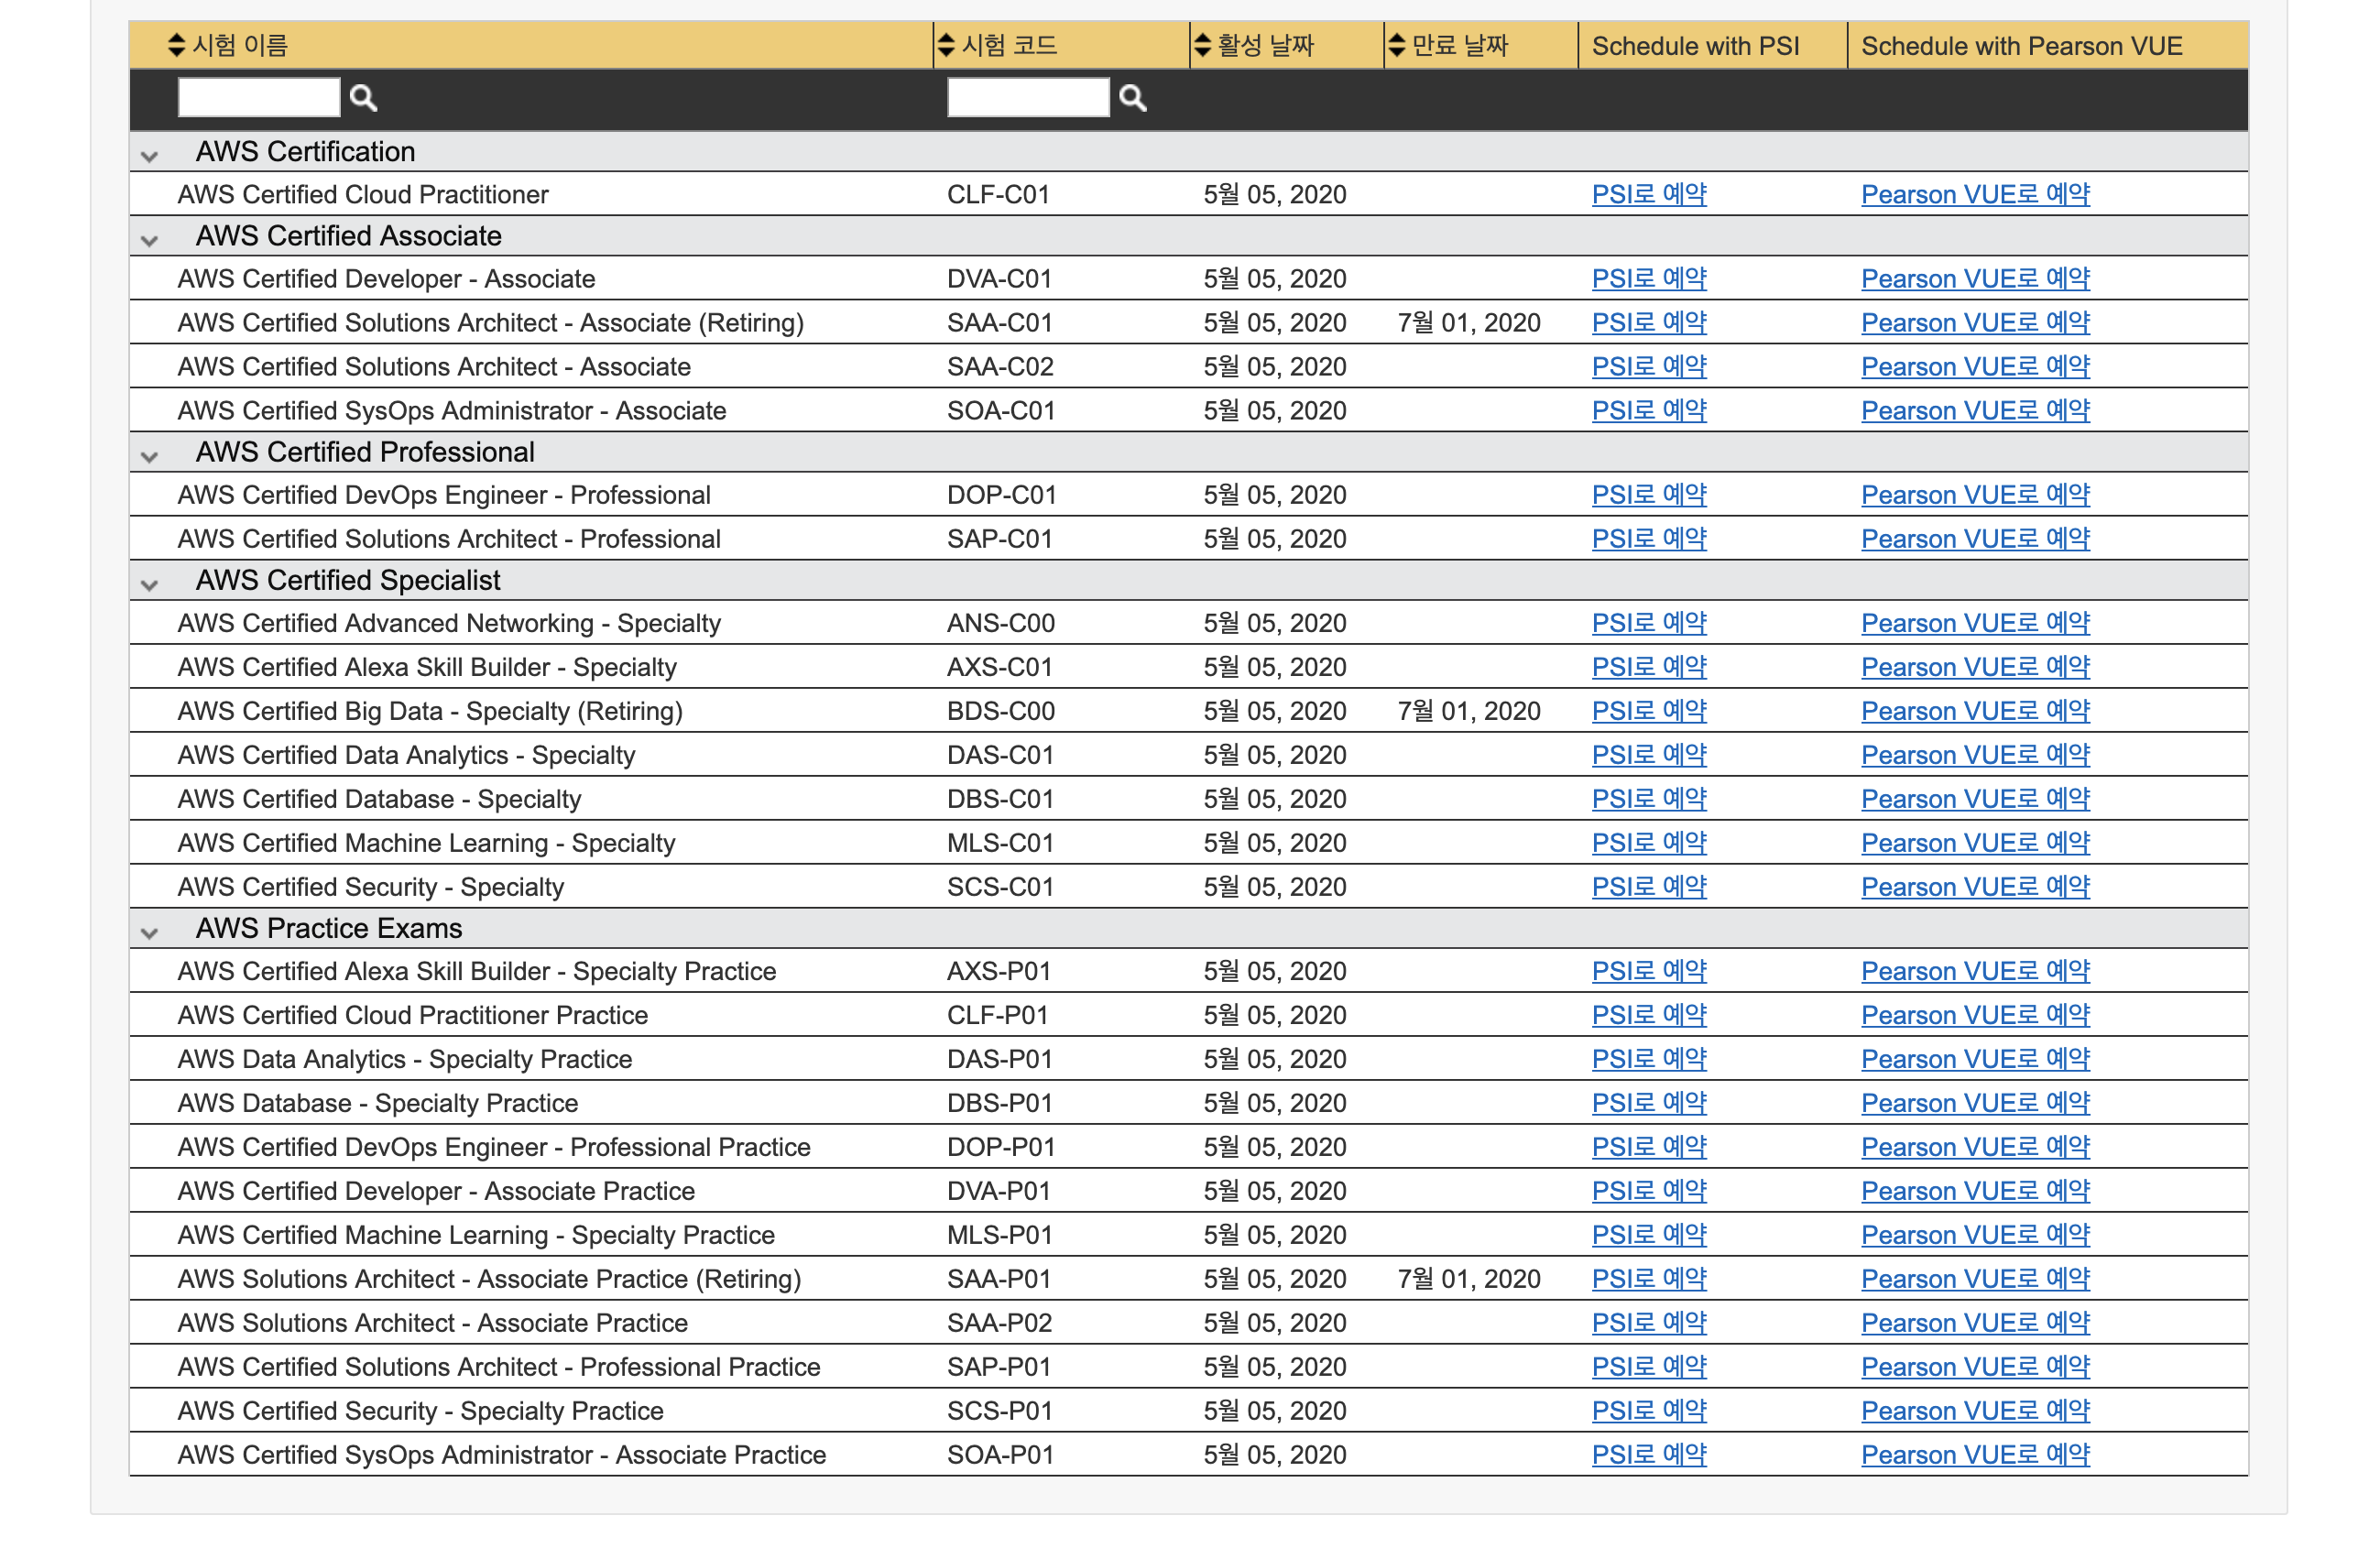 시험 이름 시험 코드 활성 날짜 만료 날짜 Schedule with PSI Schedule with Pearson VUE
AWS Certification
AWS Certified Cloud Practitioner CLF-C01 5월 05, 2020 PSI로 예약 Pearson VUE로 예약
AWS Certified Associate
AWS Certified Developer - Associate DVA-C01 5월 05, 2020 PSI로 예약 Pearson VUE로 예약
AWS Certified Solutions Architect - Associate (Retiring) SAA-C01 5월 05, 2020 7월 01, 2020 PSI로 예약 Pearson VUE로 예약
AWS Certified Solutions Architect - Associate SAA-C02 5월 05, 2020 PSI로 예약 Pearson VUE로 예약
AWS Certified SysOps Administrator - Associate SOA-C01 5월 05, 2020 PSI로 예약 Pearson VUE로 예약
AWS Certified Professional
AWS Certified DevOps Engineer - Professional DOP-C01 5월 05, 2020 PSI로 예약 Pearson VUE로 예약
AWS Certified Solutions Architect - Professional SAP-C01 5월 05, 2020 PSI로 예약 Pearson VUE로 예약
AWS Certified Specialist
AWS Certified Advanced Networking - Specialty ANS-C00 5월 05, 2020 PSI로 예약 Pearson VUE로 예약
AWS Certified Alexa Skill Builder - Specialty AXS-C01 5월 05, 2020 PSI로 예약 Pearson VUE로 예약
AWS Certified Big Data - Specialty (Retiring) BDS-C00 5월 05, 2020 7월 01, 2020 PSI로 예약 Pearson VUE로 예약
AWS Certified Data Analytics - Specialty DAS-C01 5월 05, 2020 PSI로 예약 Pearson VUE로 예약
AWS Certified Database - Specialty DBS-C01 5월 05, 2020 PSI로 예약 Pearson VUE로 예약
AWS Certified Machine Learning - Specialty MLS-C01 5월 05, 2020 PSI로 예약 Pearson VUE로 예약
AWS Certified Security - Specialty SCS-C01 5월 05, 2020 PSI로 예약 Pearson VUE로 예약
AWS Practice Exams
AWS Certified Alexa Skill Builder - Specialty Practice AXS-P01 5월 05, 2020 PSI로 예약 Pearson VUE로 예약
AWS Certified Cloud Practitioner Practice CLF-P01 5월 05, 2020 PSI로 예약 Pearson VUE로 예약
AWS Data Analytics - Specialty Practice DAS-P01 5월 05, 2020 PSI로 예약 Pearson VUE로 예약
AWS Database - Specialty Practice DBS-P01 5월 05, 2020 PSI로 예약 Pearson VUE로 예약
AWS Certified DevOps Engineer - Professional Practice DOP-P01 5월 05, 2020 PSI로 예약 Pearson VUE로 예약
AWS Certified Developer - Associate Practice DVA-P01 5월 05, 2020 PSI로 예약 Pearson VUE로 예약
AWS Certified Machine Learning - Specialty Practice MLS-P01 5월 05, 2020 PSI로 예약 Pearson VUE로 예약
AWS Solutions Architect - Associate Practice (Retiring) SAA-P01 5월 05, 2020 7월 01, 2020 PSI로 예약 Pearson VUE로 예약
AWS Solutions Architect - Associate Practice SAA-P02 5월 05, 2020 PSI로 예약 Pearson VUE로 예약
AWS Certified Solutions Architect - Professional Practice SAP-P01 5월 05, 2020 PSI로 예약 Pearson VUE로 예약
AWS Certified Security - Specialty Practice SCS-P01 5월 05, 2020 PSI로 예약 Pearson VUE로 예약
AWS Certified SysOps Administrator - Associate Practice SOA-P01 5월 05, 2020 PSI로 예약 Pearson VUE로 예약